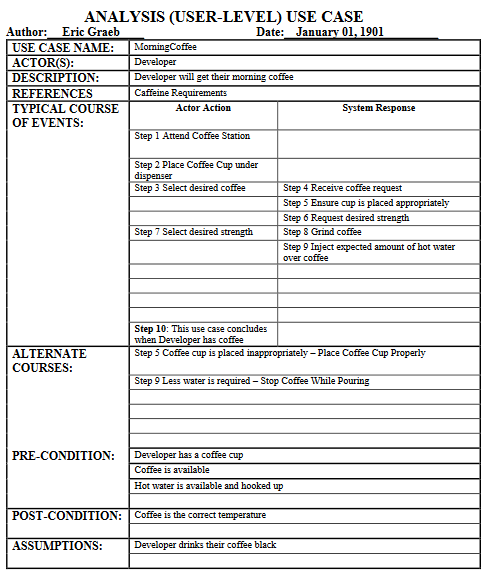 ANALYSIS (USER-LEVEL) USE CASE
Author: Eric Graeb Date: January 01, 1901
USE CASE NAME: MorningCoffee
ACTOR(S): Developer
DESCRIPTION: Developer will get their morning coffee
REFERENCES Caffeine Requirements
TYPICAL COURSE Actor Action System Response
OF EVENTS:
Step 1 Attend Coffee Station
Step 2 Place Coffee Cup under
dispenser
Step 3 Select desired coffee Step 4 Receive coffee request
Step 5 Ensure cup is placed appropriately
Step 6 Request desired strength
Step 7 Select desired strength Step 8 Grind coffee
Step 9 Inject expected amount of hot water
over coffee
Step 10: This use case concludes
when Developer has coffee
ALTERNATE Step 5 Coffee cup is placed inappropriately – Place Coffee Cup Properly
COURSES:
Step 9 Less water is required – Stop Coffee While Pouring
PRE-CONDITION: Developer has a coffee cup
Coffee is available
Hot water is available and hooked up
POST-CONDITION: Coffee is the correct temperature
ASSUMPTIONS: Developer drinks their coffee black